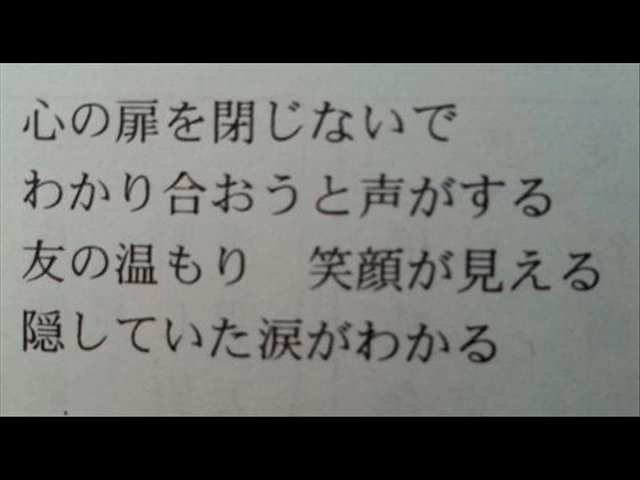 心の扉を閉じないで
わかり合おうと声がする
友の温もり　笑顔が見える
隠していた涙がわかる